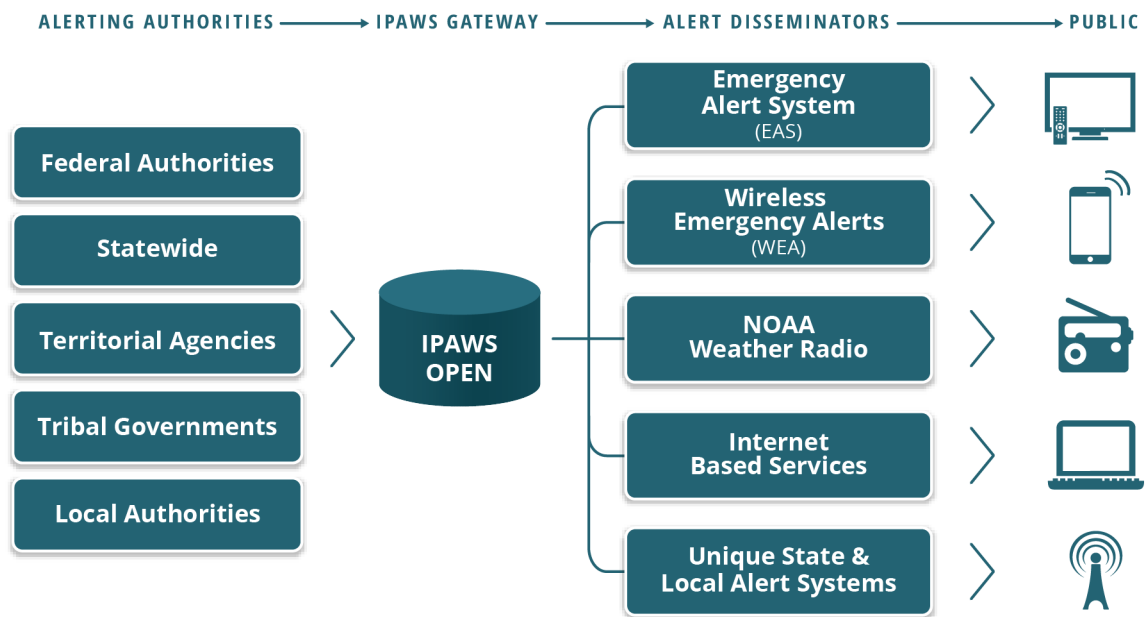 ALERTING AUTHORITIES
IPAWS GATEWAY
ALERT DISSEMINATORS
PUBLIC
Federal Authorities
Statewide
Territorial Agencies
Tribal Governments
Local Authorities
IPAWS
OPEN
Emergency
Alert System
(EAS)
Wireless
Emergency Alerts
(WEA)
NOAA
Weather Radio
Internet
Based Services
Unique State &
Local Alert Systems